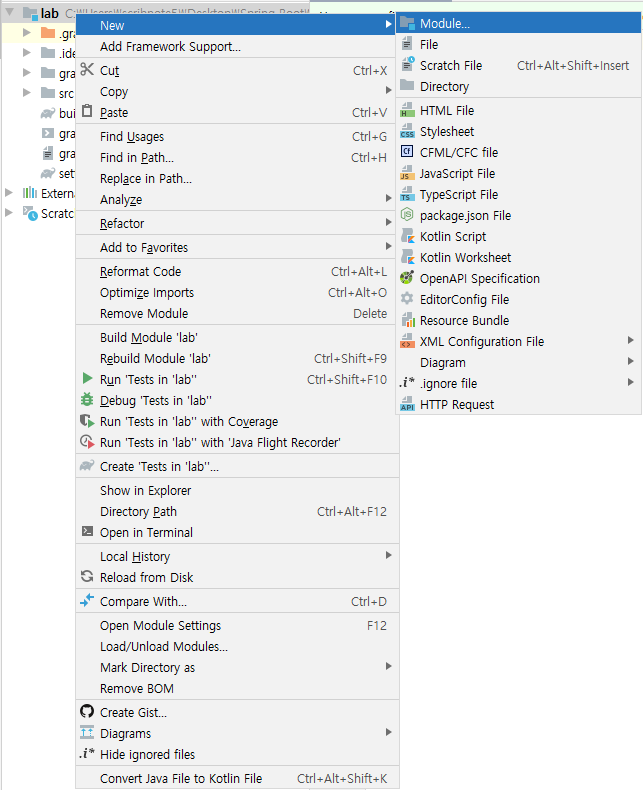 lab
New
Module...
.gra
Add Framework Support...
File
.ide
Cut Ctrl+X
Scratch File Ctrl+Alt+Shift+Insert
gra
Copy
Directory
src
Paste Ctrl+V
HTML File
bui
Find Usages Ctrl+G
Stylesheet
gra
Find in Path... Ctrl+H
CFML/CFC file
gra
Replace in Path...
JavaScript File
set
Analyze
TypeScript File
Externa
package.json File
Scratc
Refactor
Kotlin Script
Add to Favorites
Kotlin Worksheet
Reformat Code Ctrl+Alt+L
OpenAPI Specification
Optimize Imports Ctrl+Alt+O
EditorConfig File
Remove Module Delete
Resource Bundle
Build Module 'lab'
XML Configuration File
Rebuild Module 'lab' Ctrl+Shift+F9
Diagram
Run 'Tests in 'lab'' Ctrl+Shift+F10
.ignore file
Debug 'Tests in 'lab''
HTTP Request
Run 'Tests in 'lab'' with Coverage
Run 'Tests in 'lab'' with 'Java Flight Recorder'
Create 'Tests in 'lab''...
Show in Explorer
Directory Path Ctrl+Alt+F12
Open in Terminal
Local History
Reload from Disk
Compare With... Ctrl+D
Open Module Settings F12
Load/Unload Modules...
Mark Directory as
Remove BOM
Create Gist...
Diagrams
Hide ignored files
Convert Java File to Kotlin File Ctrl+Alt+Shift+K